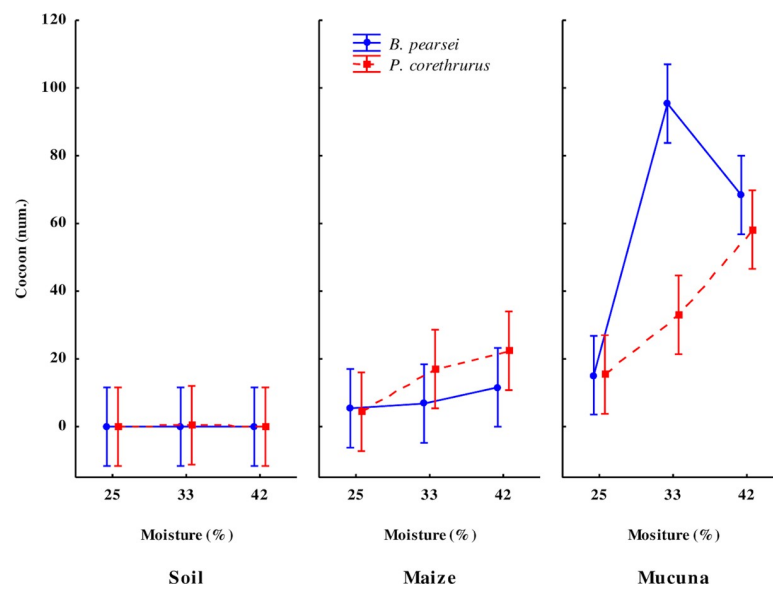 120
100
80
60
40
20
0
Cocoon (num.)
B. pearsei
P. corethrurus
25 33 42
25 33 42
25 33 42
Moisture (%)
Moisture (%)
Mositure (%)
Soil
Maize
Mucuna